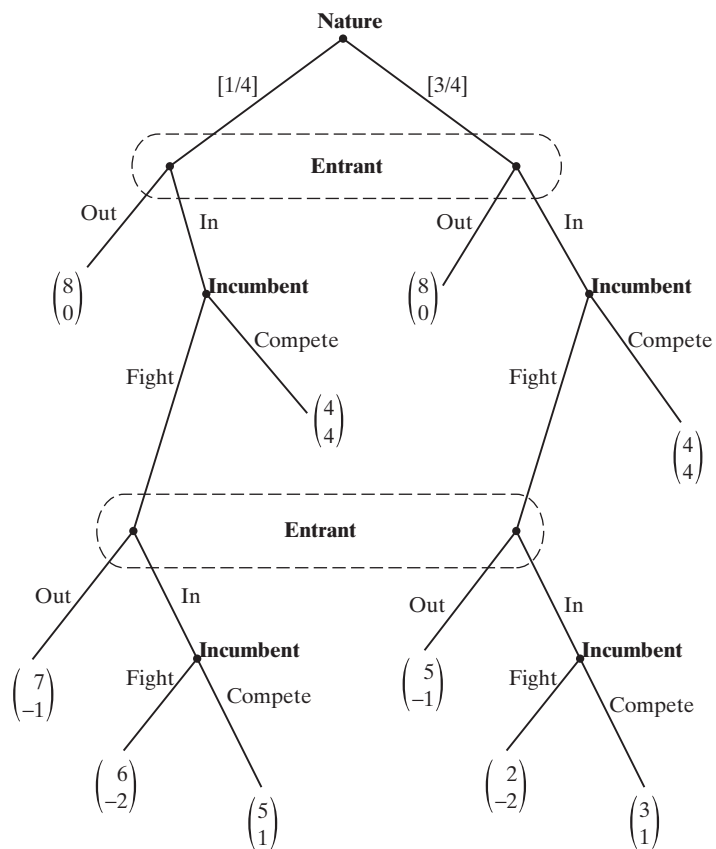 Nature
[1/4] [3/4]
Entrant
Out In Out In
Incumbent Incumbent
8 8
0 0
Compete Compete
Fight Fight
4 4
4 4
Entrant
Out In Out In
Incumbent Incumbent
Fight Fight
7 5
–1 –1
Compete Compete
6 2
–2 –2
5 3
1 1